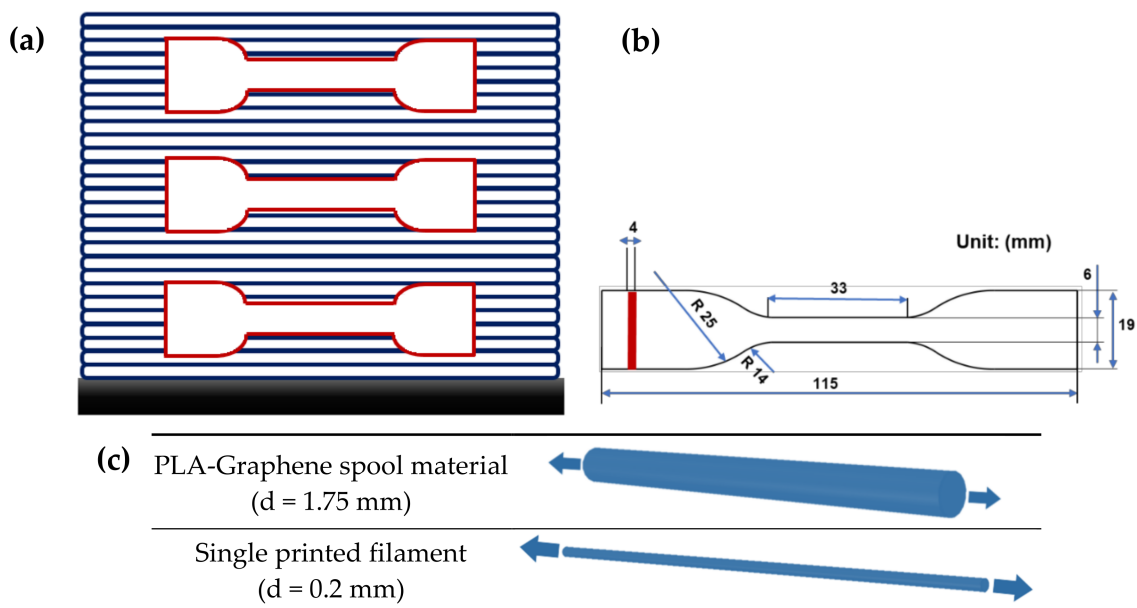 (a)
(b)
4
Unit: (mm)
6
33
R 25
19
R 14
115
(c)
PLA-Graphene spool material
(d = 1.75 mm)
Single printed filament
(d = 0.2 mm)